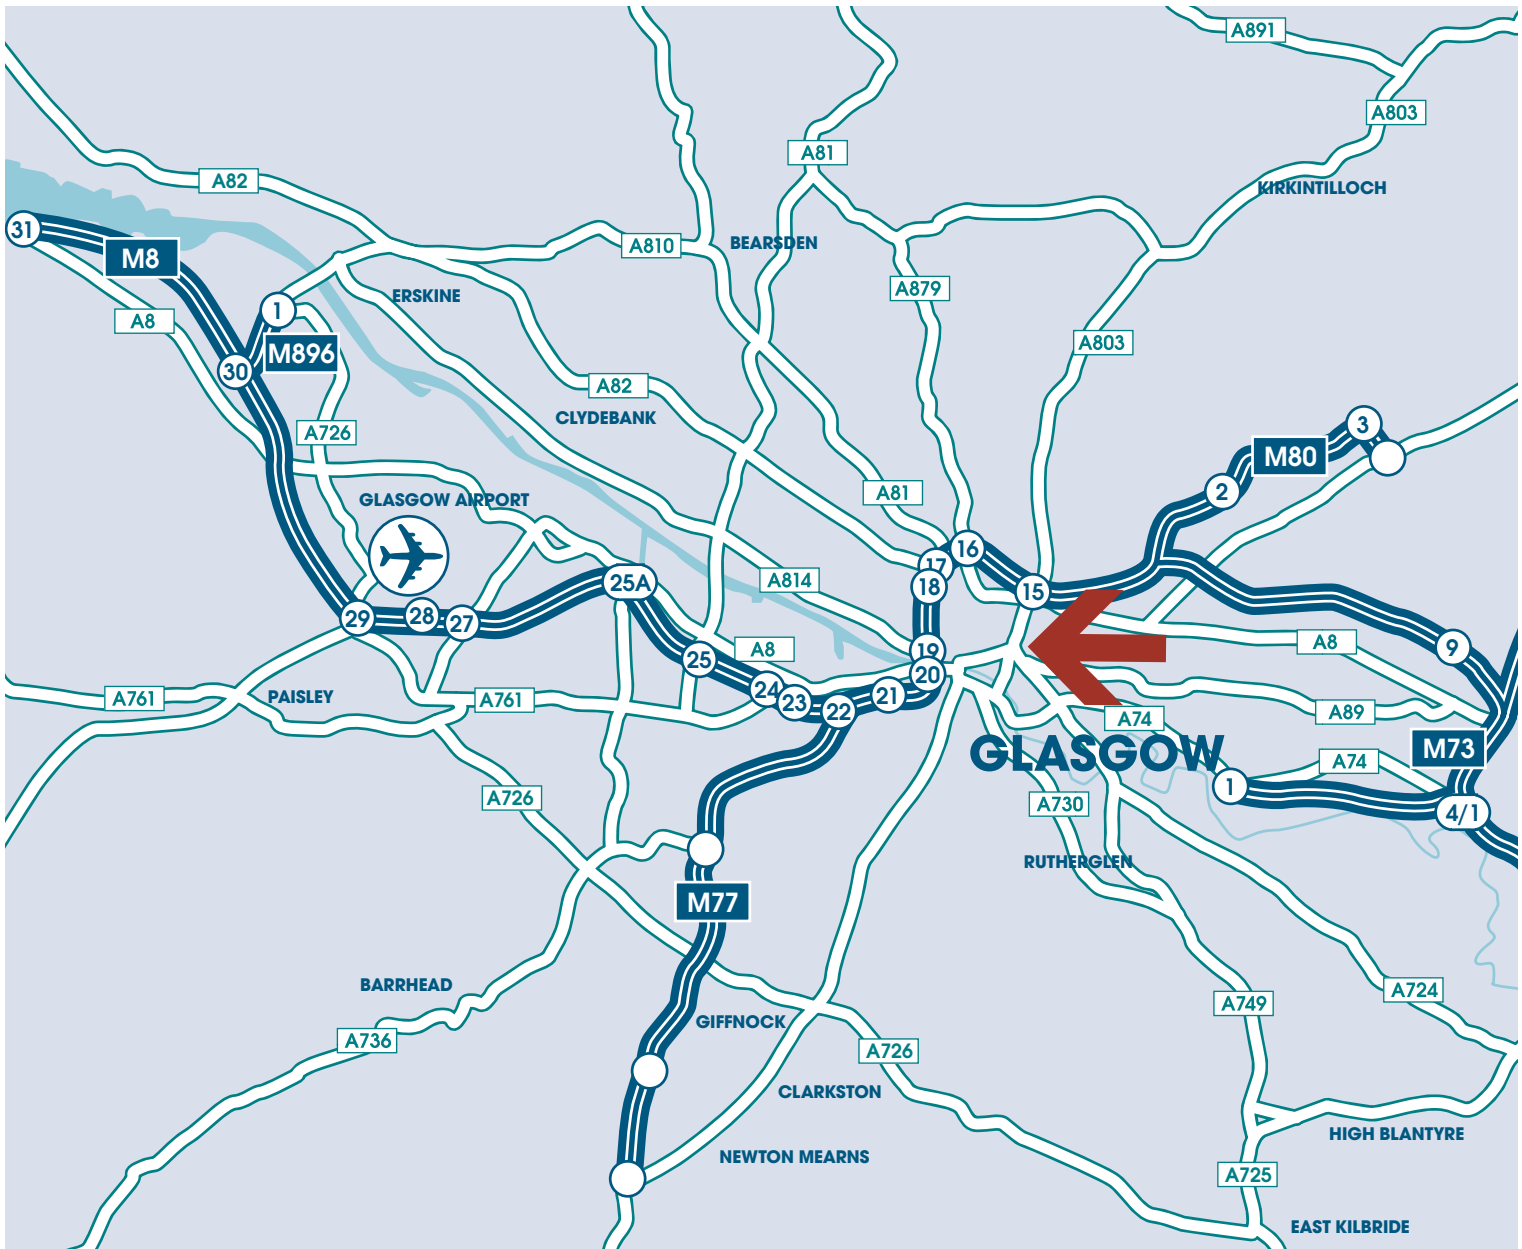 A891
A803
A81
A82
KIRKINTILLOCH
31
M8
A810
BEARSDEN
A879
ERSKINE
1
A8
M896
A803
30
A82
CLYDEBANK
3
A726
M80
2
A81
GLASGOW AIRPORT
16
17
A814
25A
18
15
29
28
27
A8
9
A8
19
25
20
24
23
21
22
A761
PAISLEY
A761
A74
A89
GLASGOW
M73
A74
1
A726
A730
4/1
RUTHERGLEN
M77
BARRHEAD
A724
A749
GIFFNOCK
A736
A726
CLARKSTON
HIGH BLANTYRE
NEWTON MEARNS
A725
EAST KILBRIDE